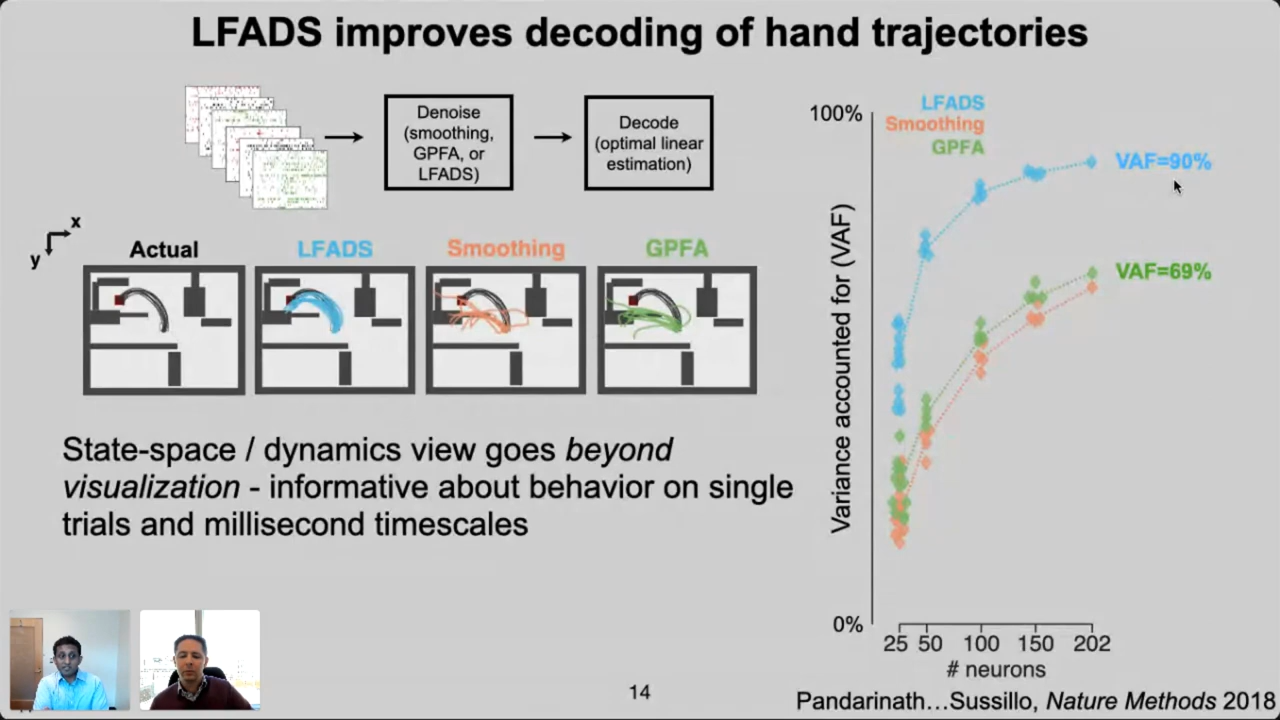 LFADS improves decoding of hand trajectories
Denoise
(smoothing,
GPFA, or
LFADS)
Decode
(optimal linear
estimation)
x
y
Actual
LFADS
Smoothing
GPFA
State-space / dynamics view goes beyond
visualization - informative about behavior on single
trials and millisecond timescales
LFADS
Smoothing
GPFA
100%
VAF=90%
VAF=69%
Variance accounted for (VAF)
0%
25 50 100 150 202
# neurons
14
Pandarinath…Sussillo, Nature Methods 2018